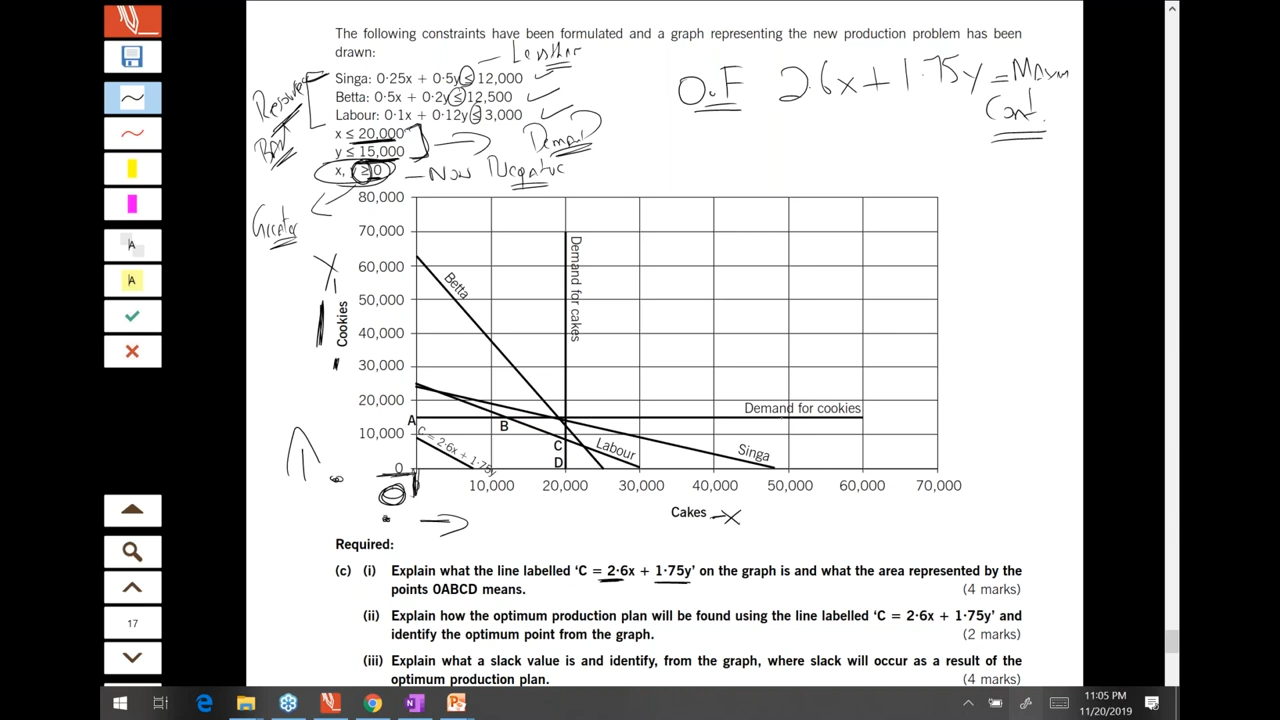 The following constraints have been formulated and a graph representing the new production problem has been
drawn:
Singa: 0·25x + 0·5y ≤ 12,000
Betta: 0·5x + 0·2y ≤ 12,500
Labour: 0·1x + 0·12y ≤ 3,000
x ≤ 20,000
y ≤ 15,000
x, y ≥ 0
Less
O.F 2.6x + 1.75y =
Cont.
Demand
Non Negative
Greater
80,000
70,000
60,000
50,000
40,000
30,000
20,000
10,000
0
Y
Cookies
Betta
Demand for cakes
Demand for cookies
A
B
C
D
C = 2·6x + 1·75y
Labour
Singa
0
10,000
20,000
30,000
40,000
50,000
60,000
70,000
Cakes - X
Required:
(c) (i) Explain what the line labelled ‘C = 2·6x + 1·75y’ on the graph is and what the area represented by the
points 0ABCD means. (4 marks)
(ii) Explain how the optimum production plan will be found using the line labelled ‘C = 2·6x + 1·75y’ and
identify the optimum point from the graph. (2 marks)
(iii) Explain what a slack value is and identify, from the graph, where slack will occur as a result of the
optimum production plan. (4 marks)
A
A
17
11:05 PM
11/20/2019